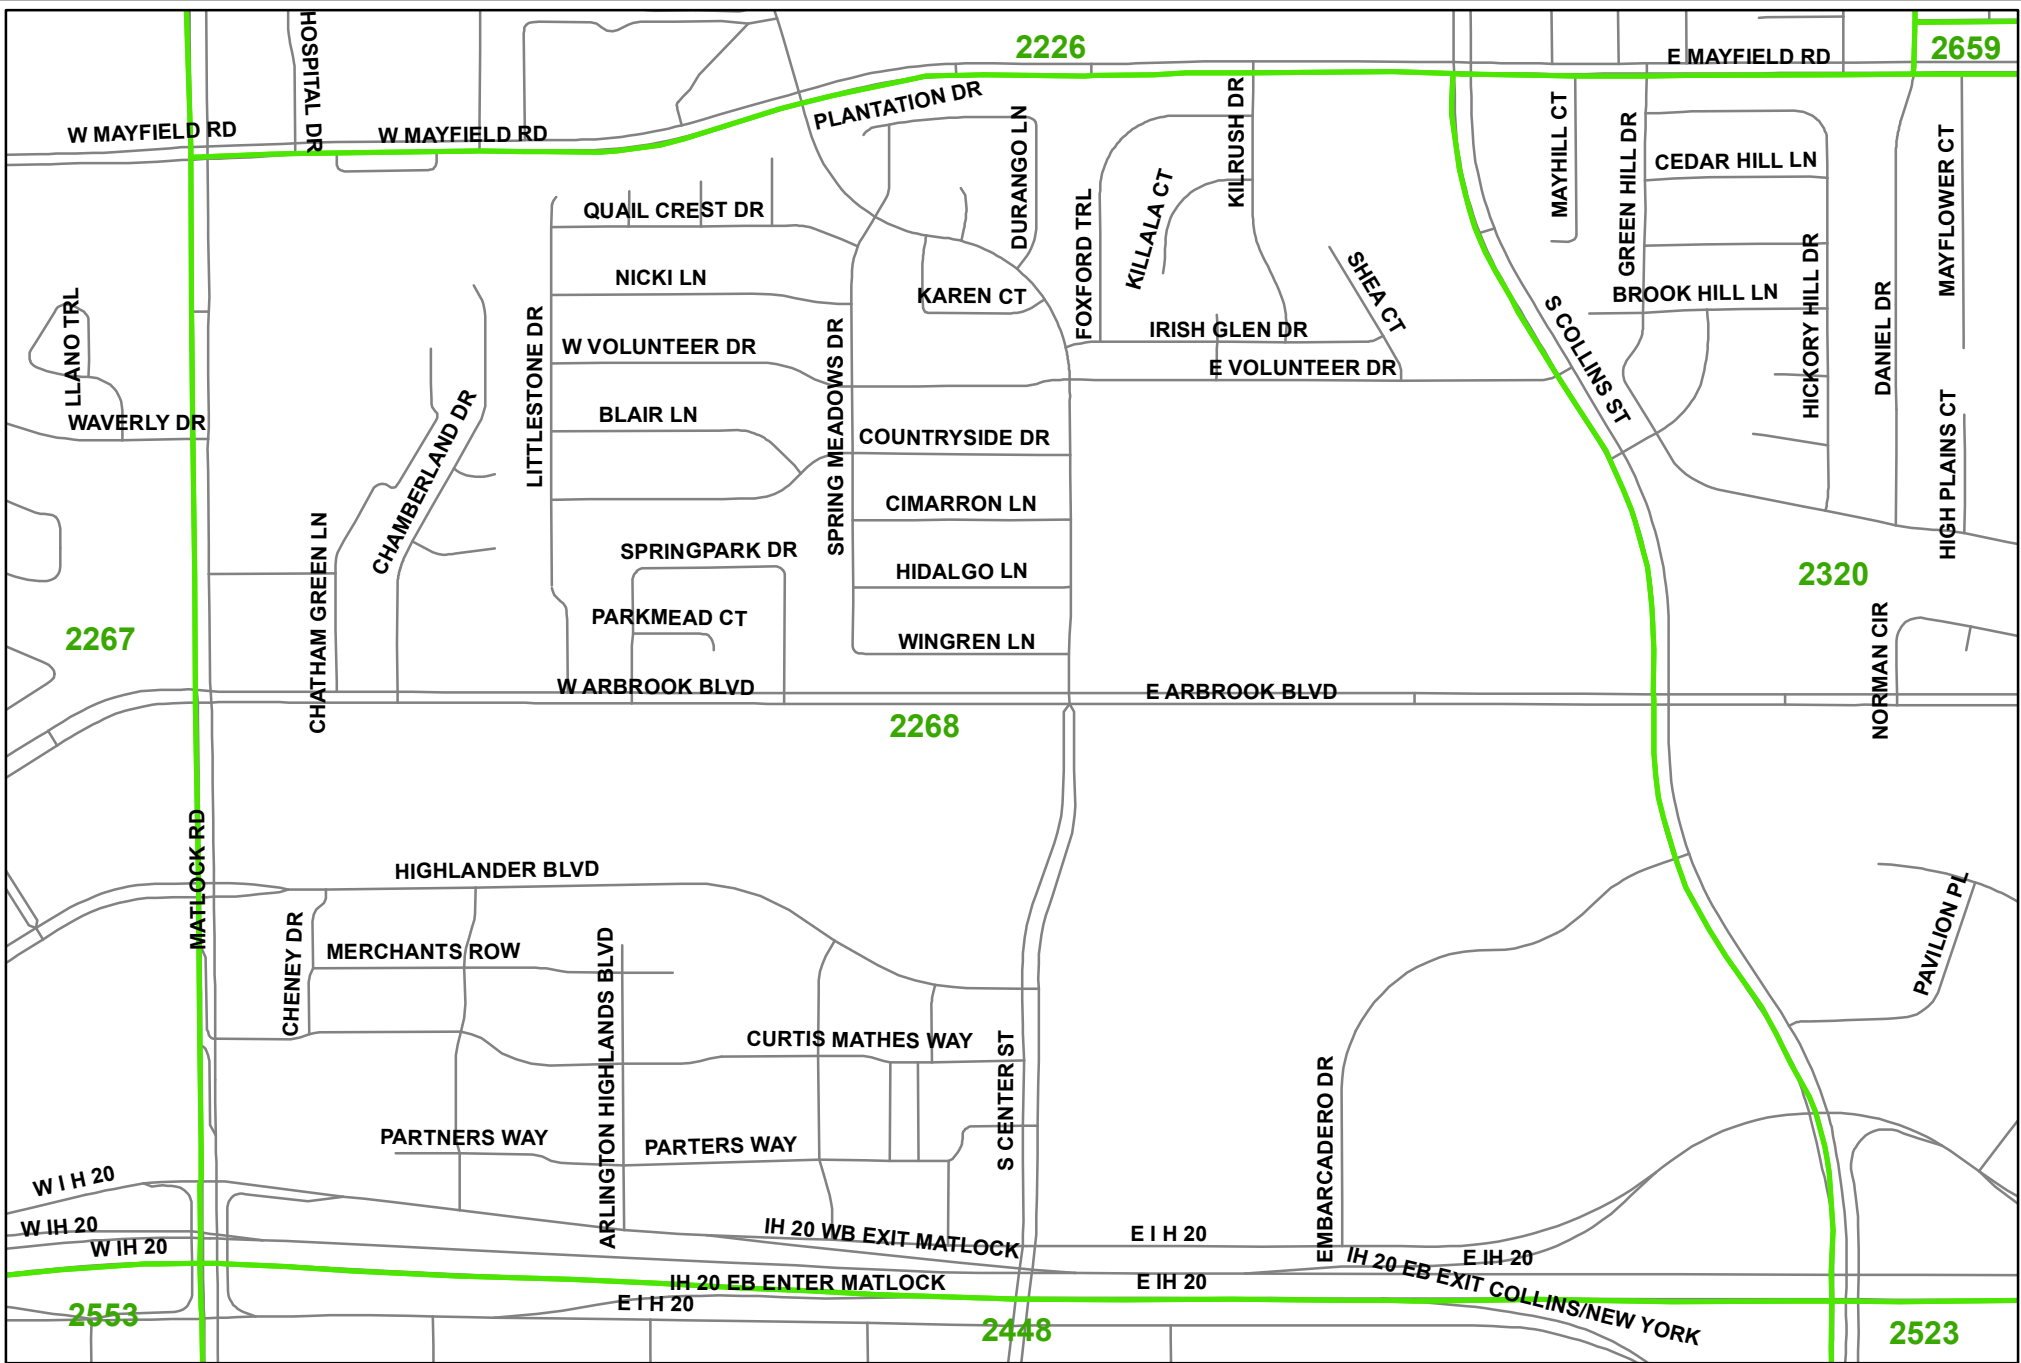 HOSPITAL DR
2226
2659
E MAYFIELD RD
W MAYFIELD RD
W MAYFIELD RD
PLANTATION DR
DURANGO LN
KILRUSH DR
MAYHILL CT
GREEN HILL DR
CEDAR HILL LN
MAYFLOWER CT
QUAIL CREST DR
FOXFORD TRL
KILLALA CT
NICKI LN
KAREN CT
SHEA CT
BROOK HILL LN
HICKORY HILL DR
DANIEL DR
LLANO TRL
LITTLESTONE DR
W VOLUNTEER DR
SPRING MEADOWS DR
IRISH GLEN DR
E VOLUNTEER DR
S COLLINS ST
WAVERLY DR
CHAMBERLAND DR
BLAIR LN
COUNTRYSIDE DR
HIGH PLAINS CT
CIMARRON LN
CHATHAM GREEN LN
SPRINGPARK DR
HIDALGO LN
2320
PARKMEAD CT
WINGREN LN
2267
NORMAN CIR
W ARBROOK BLVD
E ARBROOK BLVD
2268
MATLOCK RD
HIGHLANDER BLVD
CHENEY DR
MERCHANTS ROW
ARLINGTON HIGHLANDS BLVD
PAVILION PL
CURTIS MATHES WAY
S CENTER ST
EMBARCADERO DR
PARTNERS WAY
PARTERS WAY
W I H 20
W IH 20
W IH 20
IH 20 WB EXIT MATLOCK
E I H 20
E IH 20
IH 20 EB EXIT COLLINS/NEW YORK
IH 20 EB ENTER MATLOCK
E IH 20
E I H 20
2553
2448
2523